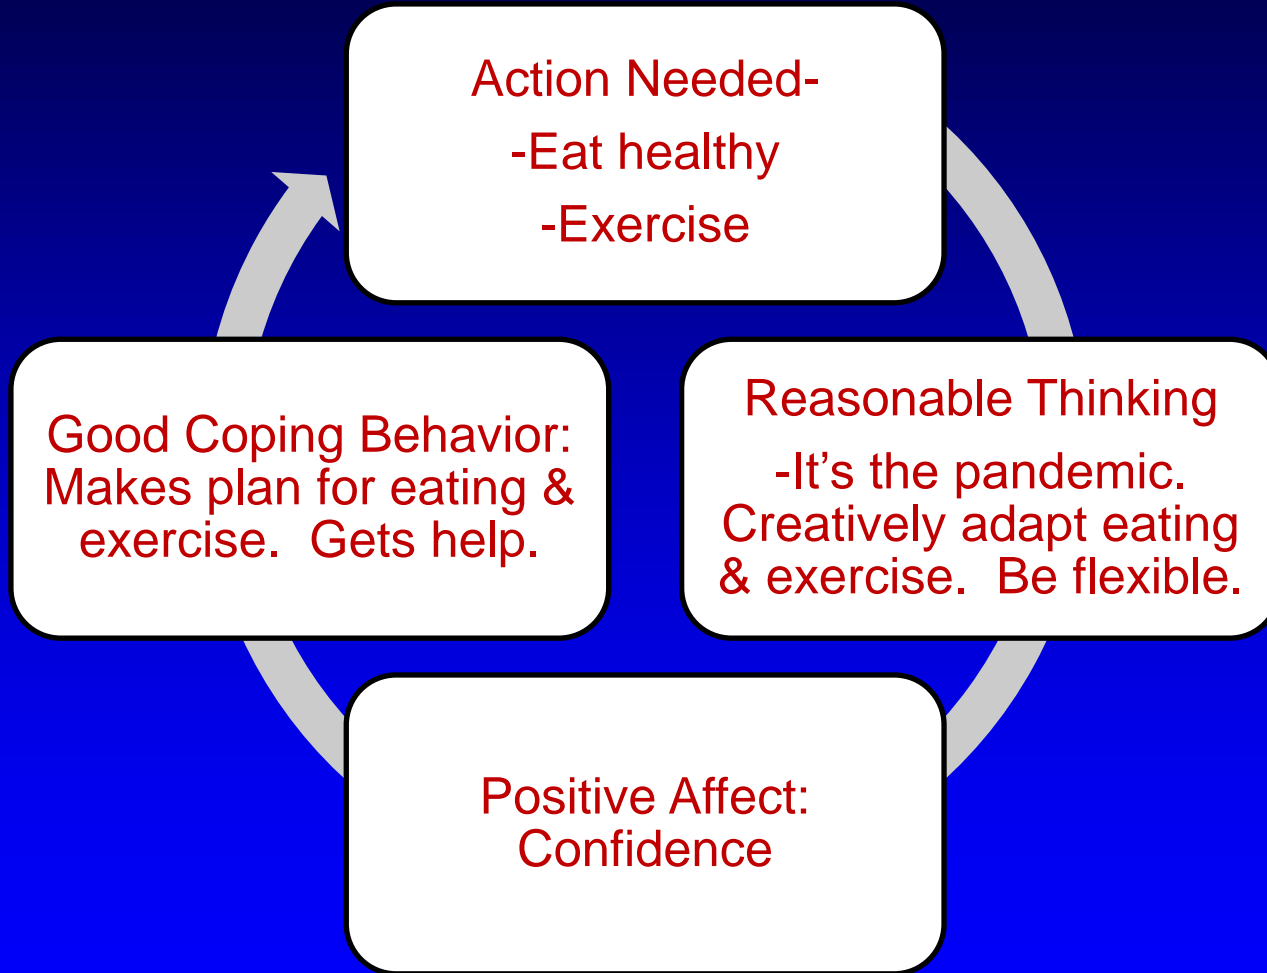 Action Needed-
-Eat healthy
-Exercise
Reasonable Thinking
-It’s the pandemic.
Creatively adapt eating
& exercise.  Be flexible.
Positive Affect:
Confidence
Good Coping Behavior:
Makes plan for eating &
exercise.  Gets help.